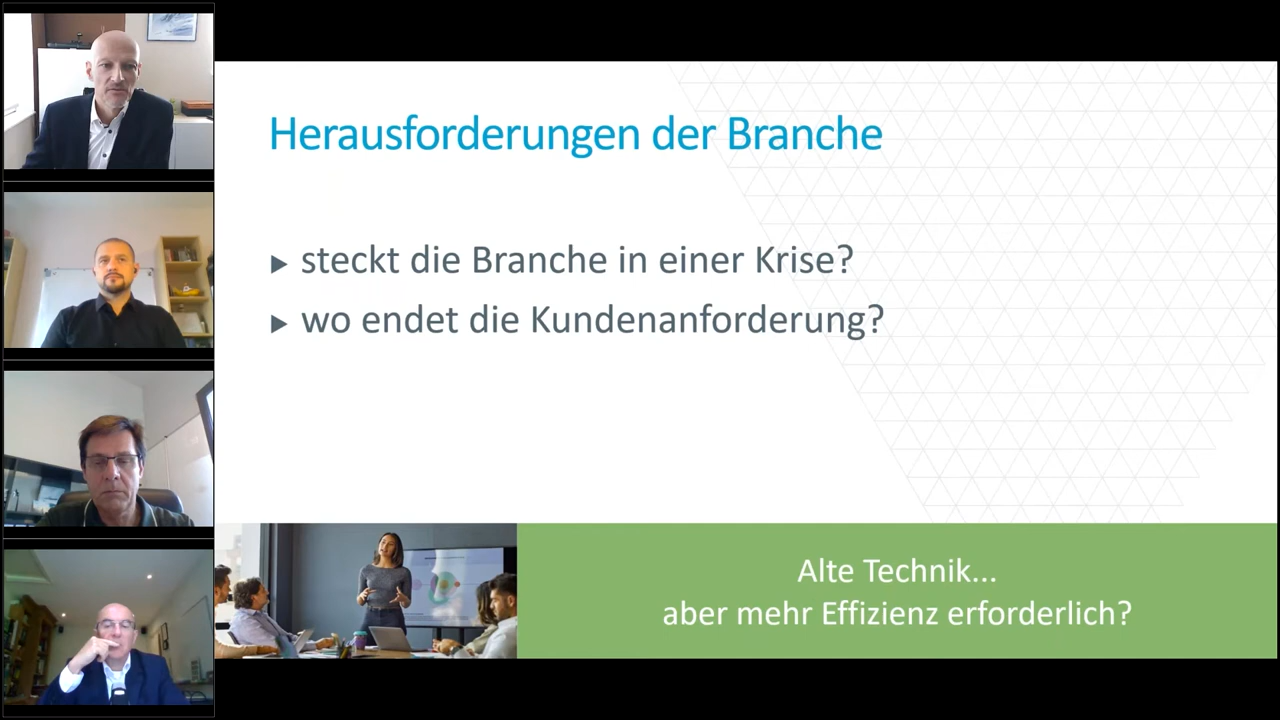 Herausforderungen der Branche
▶ steckt die Branche in einer Krise?
▶ wo endet die Kundenanforderung?
Alte Technik...
aber mehr Effizienz erforderlich?